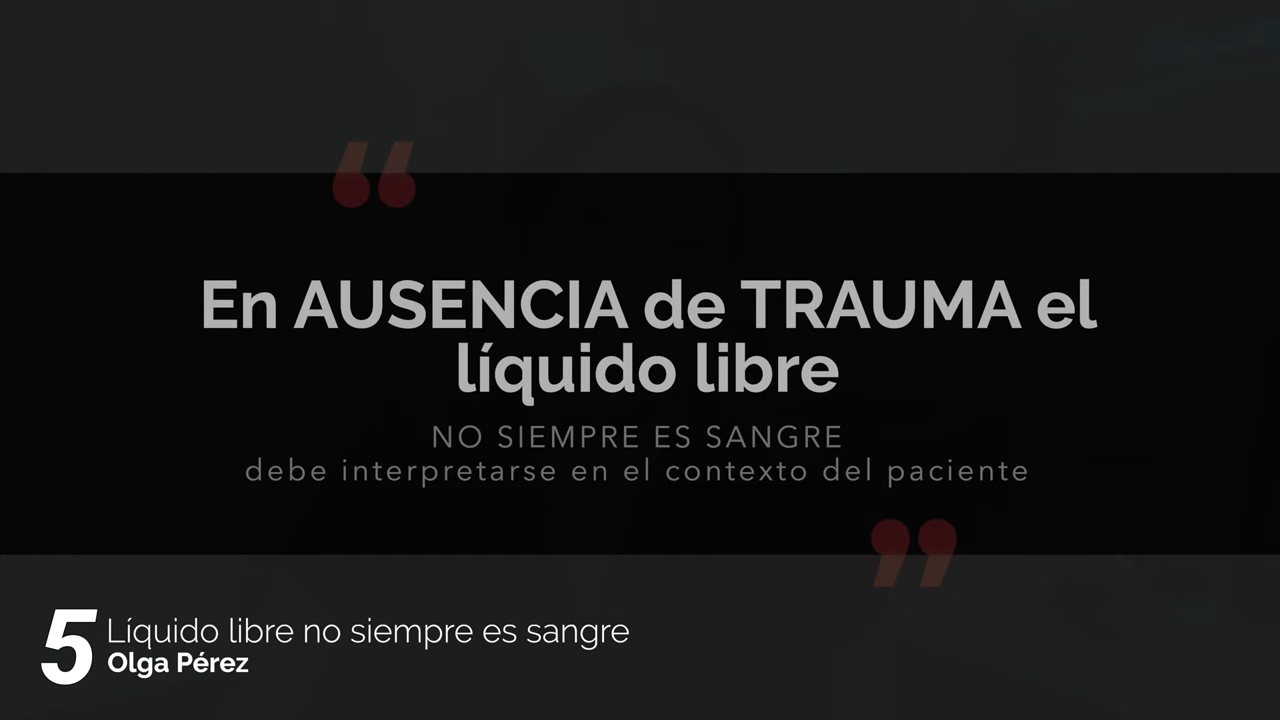 “
En AUSENCIA de TRAUMA el
líquido libre
NO SIEMPRE ES SANGRE
debe interpretarse en el contexto del paciente
”
5 Líquido libre no siempre es sangre
Olga Pérez